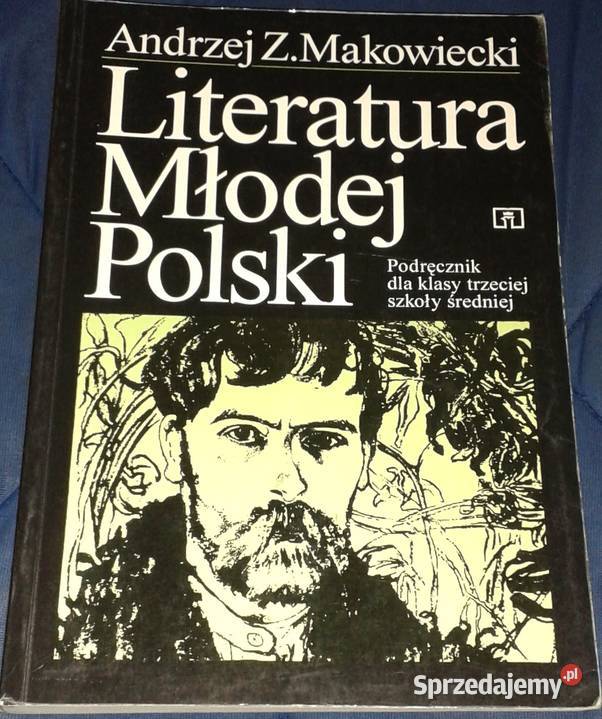 Andrzej Z.Makowiecki
Literatura
Młodej
Polski
Podręcznik
dla klasy trzeciej
szkoły średniej
Sprzedajemy.pl